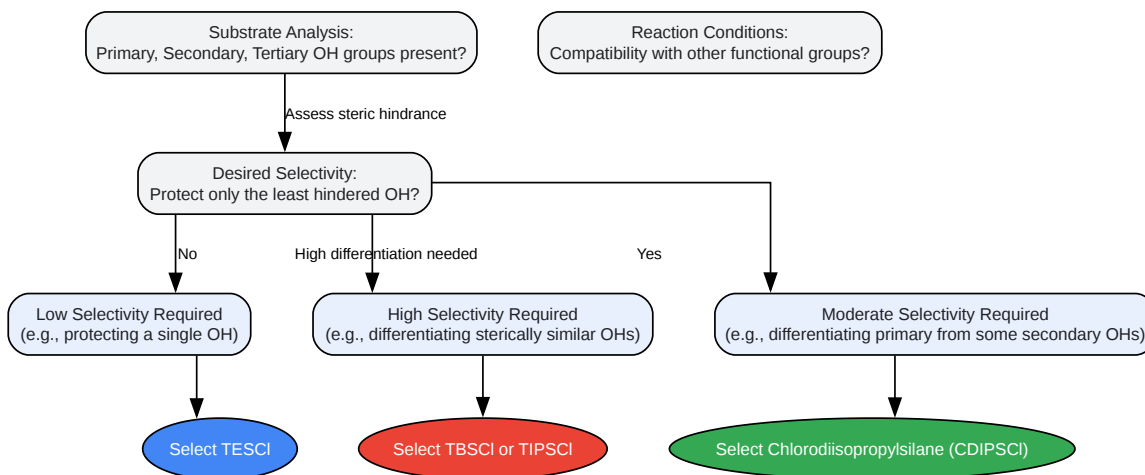 Substrate Analysis:
Primary, Secondary, Tertiary OH groups present?
Reaction Conditions:
Compatibility with other functional groups?
Assess steric hindrance
Desired Selectivity:
Protect only the least hindered OH?
No
High differentiation needed
Yes
Low Selectivity Required
(e.g., protecting a single OH)
High Selectivity Required
(e.g., differentiating sterically similar OHs)
Moderate Selectivity Required
(e.g., differentiating primary from some secondary OHs)
Select TESCl
Select TBSCl or TIPSCl
Select Chlorodiisopropylsilane (CDIPSCl)